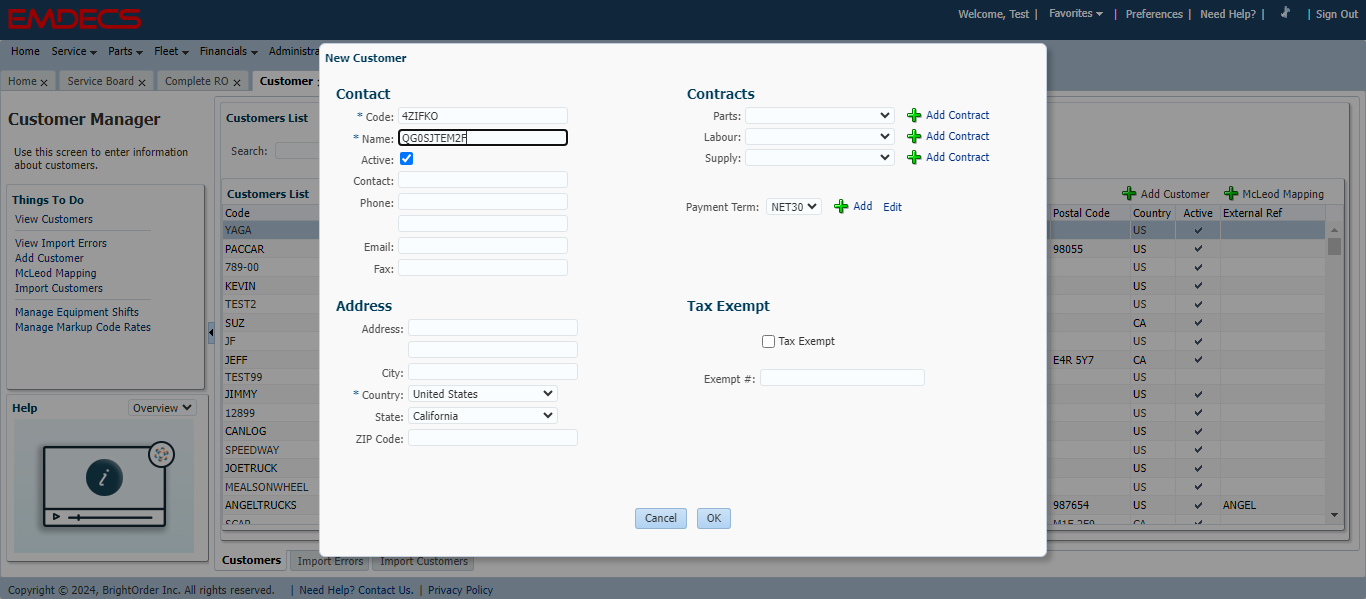 EMDECS
Welcome, Test | Favorites | Preferences | Need Help? | | Sign Out
Home Service Parts Fleet Financials Administra
Home x Service Board x Complete RO x Customer
Customer Manager
Use this screen to enter information
about customers.
Things To Do
View Customers
View Import Errors
Add Customer
McLeod Mapping
Import Customers
Manage Equipment Shifts
Manage Markup Code Rates
Help Overview
Customers List
Search:
Customers List
Add Customer McLeod Mapping
Code Postal Code Country Active External Ref
YAGA US
PACCAR 98055 US
789-00 US
KEVIN US
TEST2 US
SUZ CA
JF US
JEFF E4R 5Y7 CA
TEST99 US
JIMMY US
12899 US
CANLOG US
SPEEDWAY US
JOETRUCK US
MEALSONWHEEL US
ANGELTRUCKS 987654 US ANGEL
SCAR M1E 2E9 CA
New Customer
Contact
* Code: 4ZIFKO
* Name: QG0SJTEM2F
Active:
Contact:
Phone:
Email:
Fax:
Contracts
Parts: Add Contract
Labour: Add Contract
Supply: Add Contract
Payment Term: NET30 Add Edit
Address
Address:
City:
* Country: United States
State: California
ZIP Code:
Tax Exempt
Tax Exempt
Exempt #:
Cancel OK
Customers Import Errors Import Customers
Copyright © 2024, BrightOrder Inc. All rights reserved. | Need Help? Contact Us. | Privacy Policy